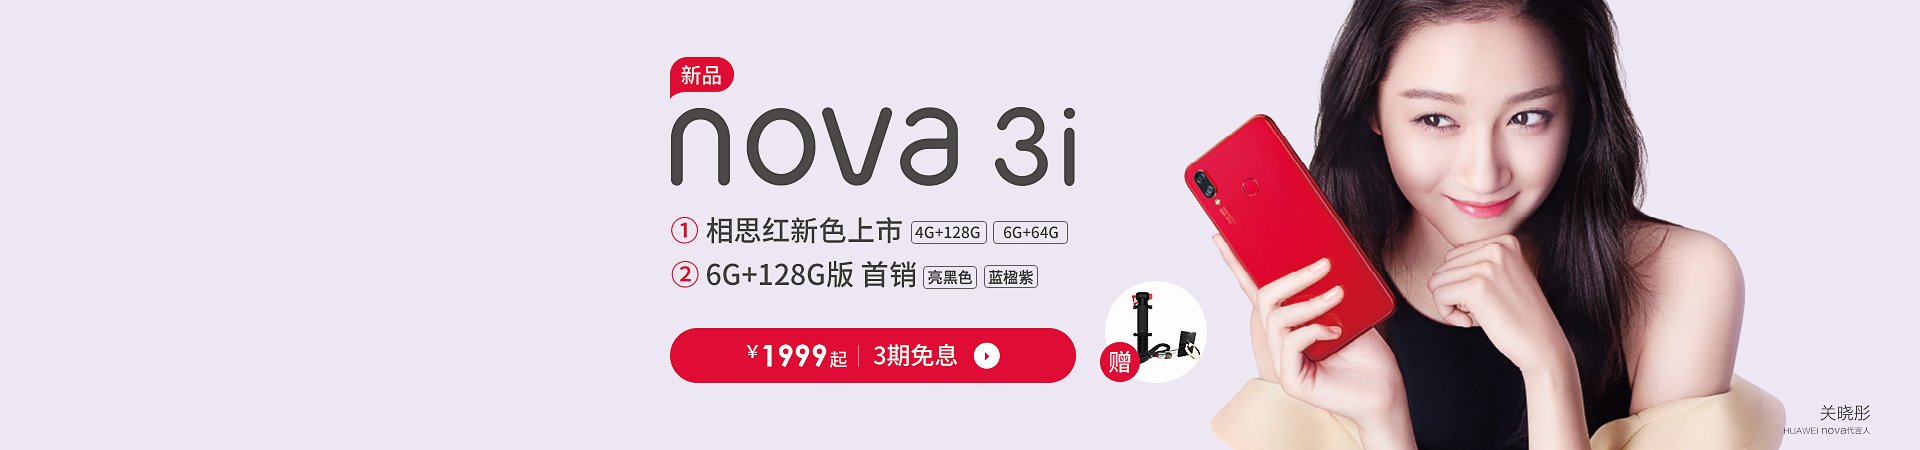 新品
nova 3i
① 相思红新色上市 4G+128G 6G+64G
② 6G+128G版 首销 亮黑色 蓝楹紫
¥1999起 3期免息
赠
关晓彤
HUAWEI nova代言人